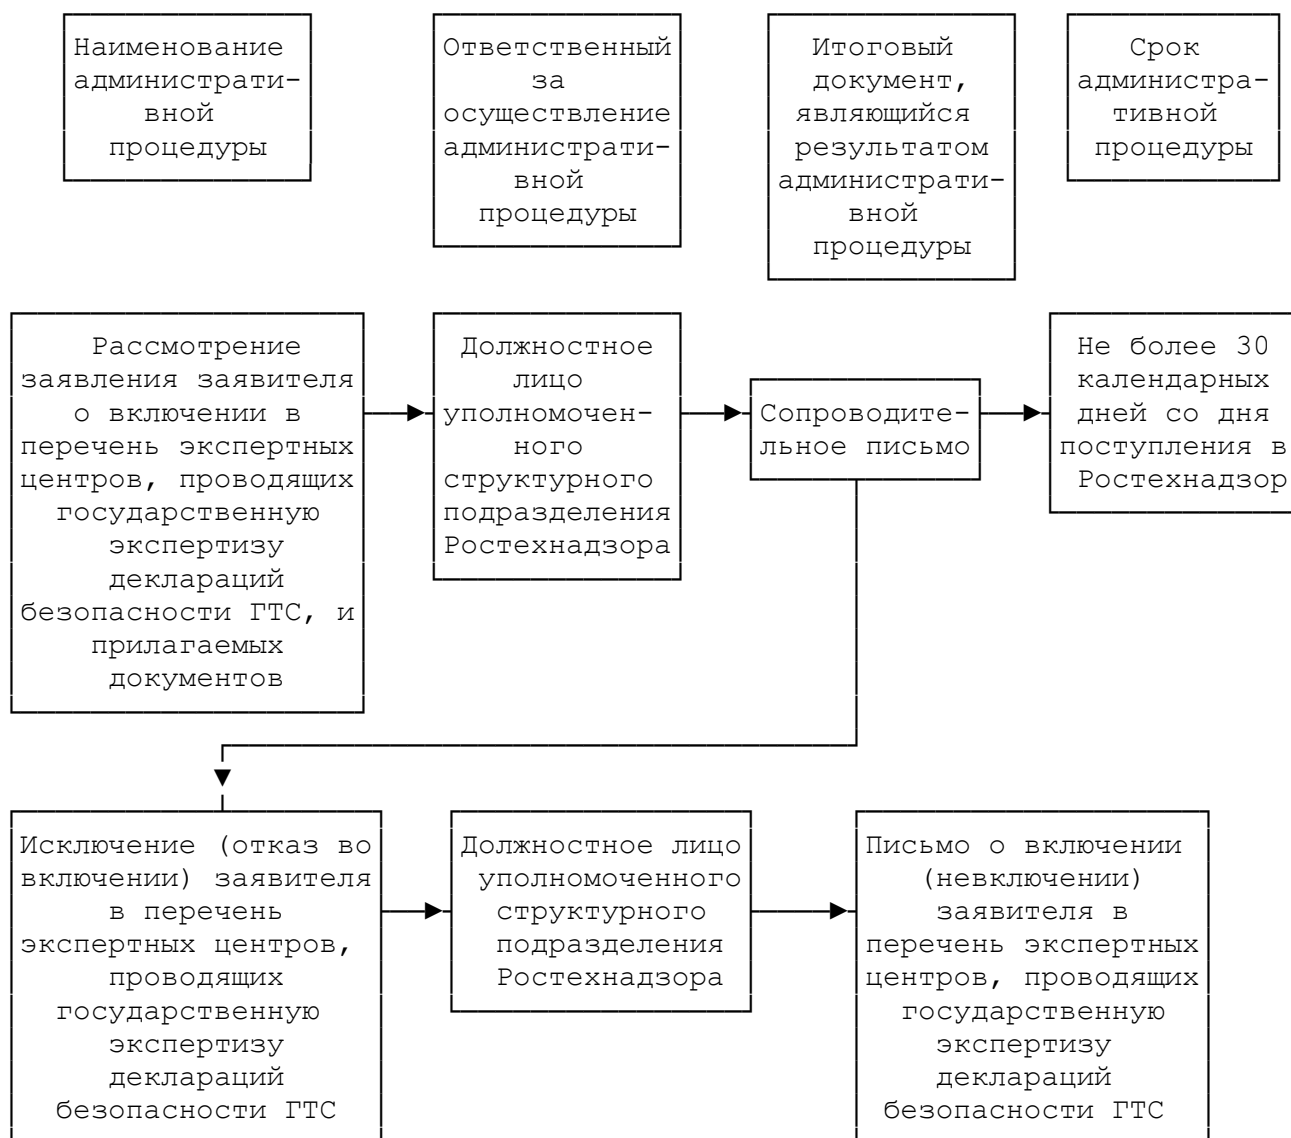 Наименование
администрати-
вной
процедуры
Ответственный
за
осуществление
администрати-
вной
процедуры
Итоговый
документ,
являющийся
результатом
администрати-
вной
процедуры
Срок
администра-
тивной
процедуры
Рассмотрение
заявления заявителя
о включении в
перечень экспертных
центров, проводящих
государственную
экспертизу
деклараций
безопасности ГТС, и
прилагаемых
документов
Должностное
лицо
уполномочен-
ного
структурного
подразделения
Ростехнадзора
Сопроводите-
льное письмо
Не более 30
календарных
дней со дня
поступления в
Ростехнадзор
Исключение (отказ во
включении) заявителя
в перечень
экспертных центров,
проводящих
государственную
экспертизу
деклараций
безопасности ГТС
Должностное лицо
уполномоченного
структурного
подразделения
Ростехнадзора
Письмо о включении
(невключении)
заявителя в
перечень экспертных
центров, проводящих
государственную
экспертизу
деклараций
безопасности ГТС